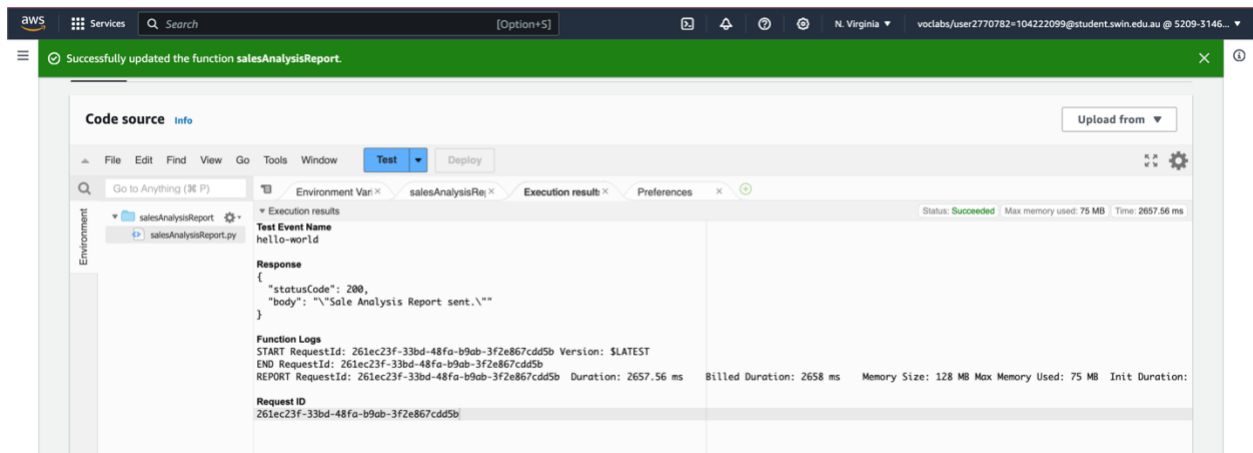 aws Services Search [Option+S] N. Virginia ▼ voclabs/user2770782=104222099@student.swin.edu.au @ 5209-3146... ▼
Successfully updated the function salesAnalysisReport.
Code source Info Upload from ▼
File Edit Find View Go Tools Window Test Deploy
Go to Anything (⌘ P) Environment Vari × salesAnalysisRe × Execution result × Preferences ×
Environment
salesAnalysisReport
salesAnalysisReport.py
Execution results Status: Succeeded Max memory used: 75 MB Time: 2657.56 ms
Test Event Name
hello-world
Response
{
"statusCode": 200,
"body": "\"Sale Analysis Report sent.\""
}
Function Logs
START RequestId: 261ec23f-33bd-48fa-b9ab-3f2e867cdd5b Version: $LATEST
END RequestId: 261ec23f-33bd-48fa-b9ab-3f2e867cdd5b
REPORT RequestId: 261ec23f-33bd-48fa-b9ab-3f2e867cdd5b Duration: 2657.56 ms Billed Duration: 2658 ms Memory Size: 128 MB Max Memory Used: 75 MB Init Duration:
Request ID
261ec23f-33bd-48fa-b9ab-3f2e867cdd5b